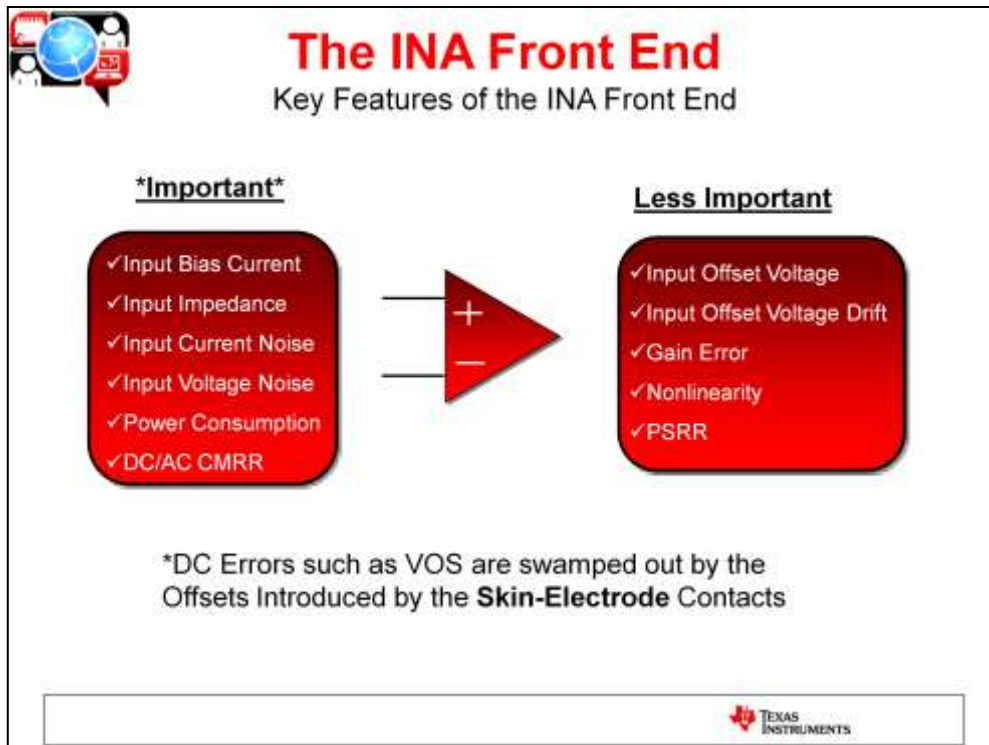 The INA Front End
Key Features of the INA Front End
*Important*
✓Input Bias Current
✓Input Impedance
✓Input Current Noise
✓Input Voltage Noise
✓Power Consumption
✓DC/AC CMRR
+
−
Less Important
✓Input Offset Voltage
✓Input Offset Voltage Drift
✓Gain Error
✓Nonlinearity
✓PSRR
*DC Errors such as VOS are swamped out by the
Offsets Introduced by the Skin-Electrode Contacts
TEXAS
INSTRUMENTS